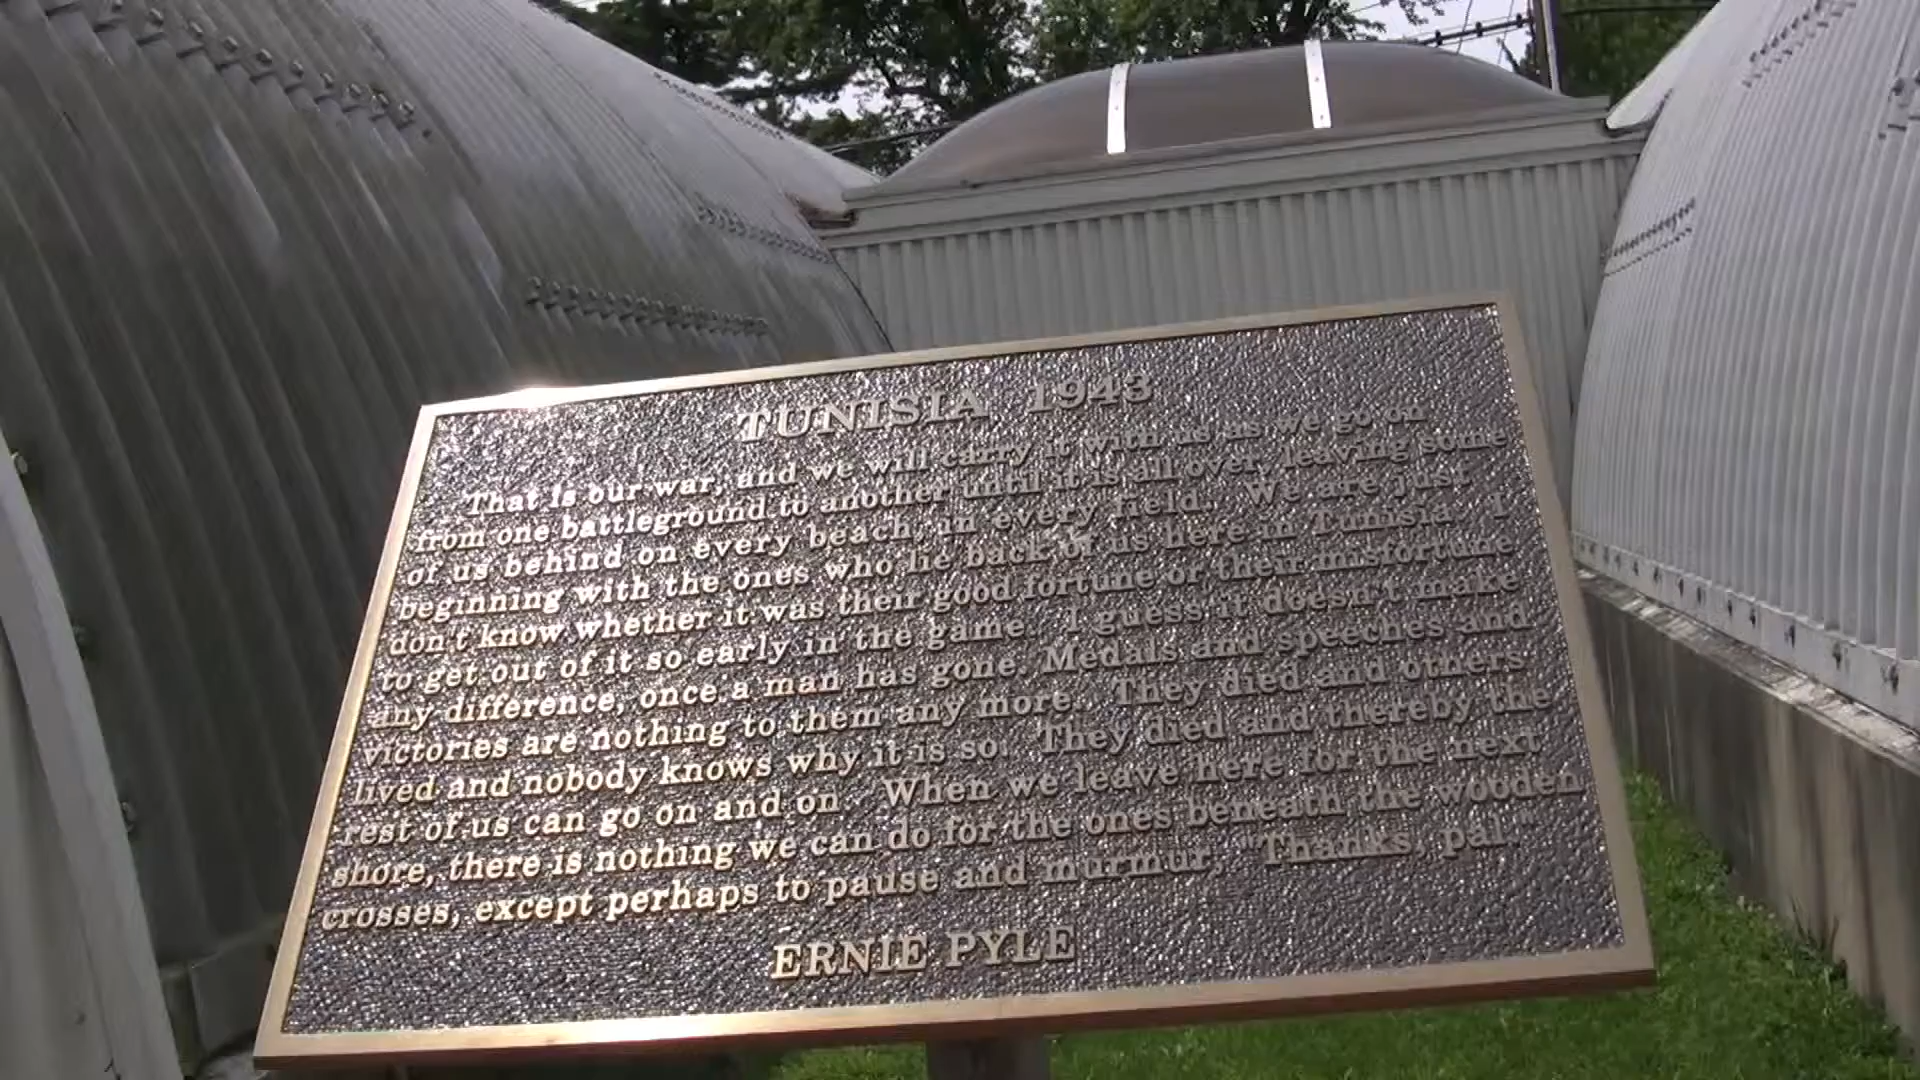 TUNISIA 1943
That is our war, and we will carry it with us as we go on
from one battleground to another until it is all over, leaving some
of us behind on every beach, in every field. We are just
beginning with the ones who lie back of us here in Tunisia. I
don't know whether it was their good fortune or their misfortune
to get out of it so early in the game. I guess it doesn't make
any difference, once a man has gone. Medals and speeches and
victories are nothing to them any more. They died and others
lived and nobody knows why it is so. They died and thereby the
rest of us can go on and on. When we leave here for the next
shore, there is nothing we can do for the ones beneath the wooden
crosses, except perhaps to pause and murmur, "Thanks, pal."
ERNIE PYLE